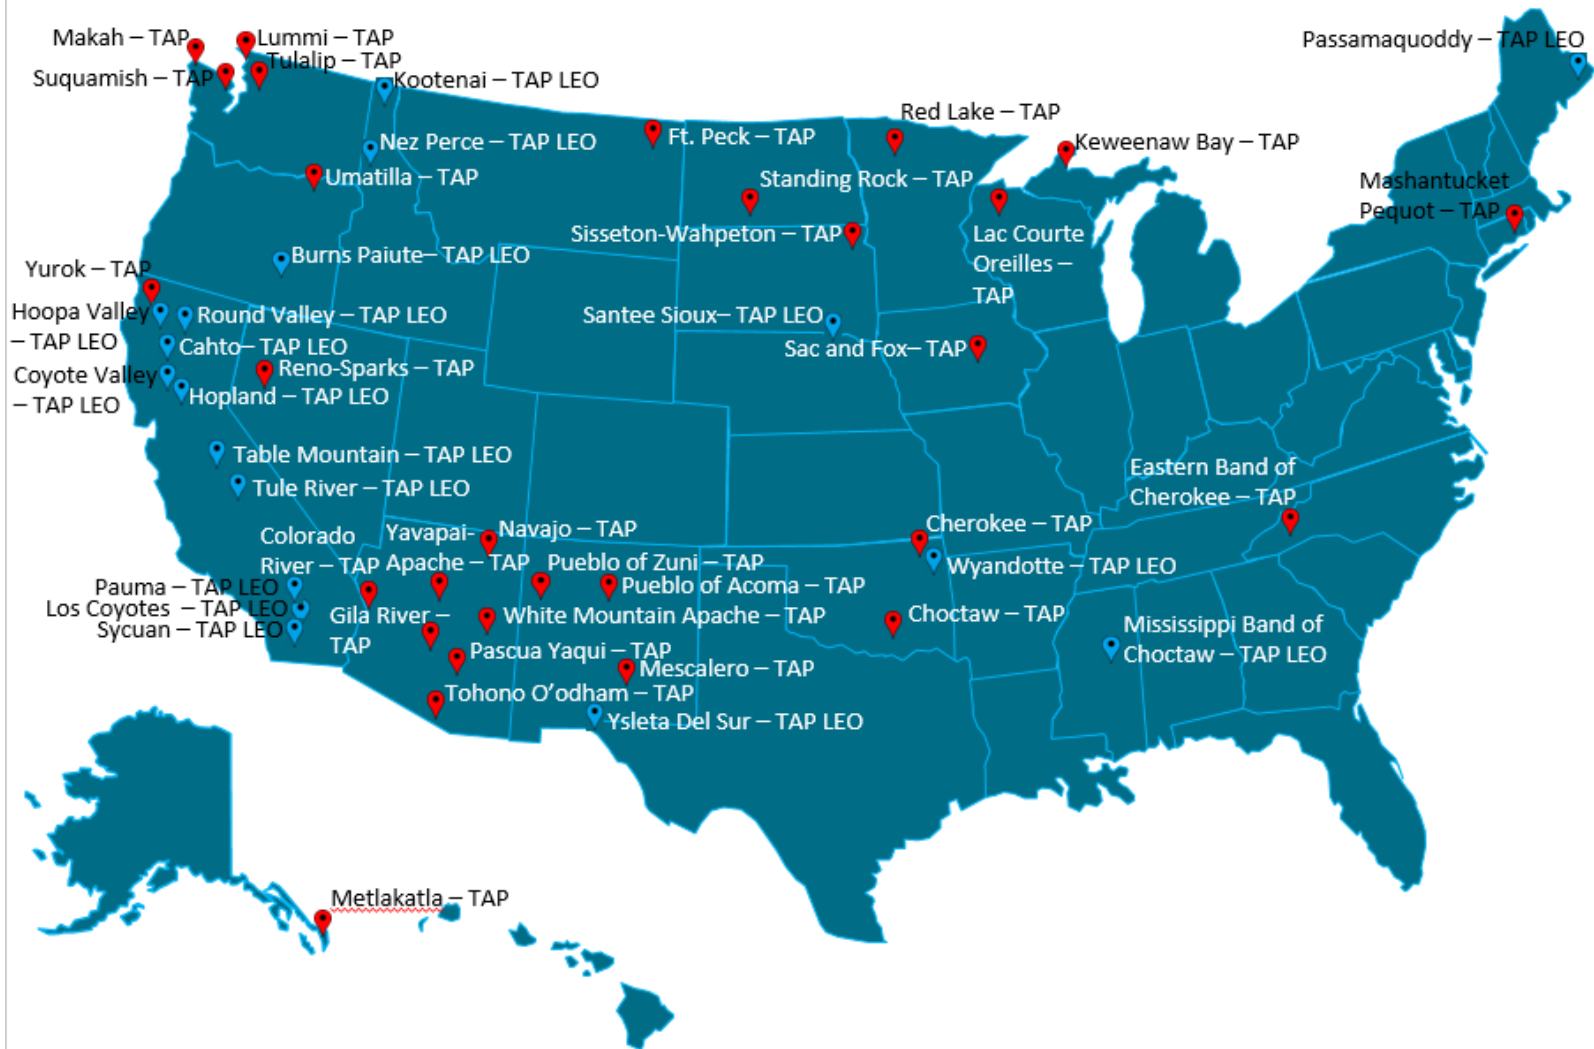 Makah – TAP
Lummi – TAP
Suquamish – TAP
Tulalip – TAP
Kootenai – TAP LEO
Passamaquoddy – TAP LEO
Nez Perce – TAP LEO
Ft. Peck – TAP
Red Lake – TAP
Keweenaw Bay – TAP
Umatilla – TAP
Standing Rock – TAP
Mashantucket
Pequot – TAP
Sisseton-Wahpeton – TAP
Lac Courte
Oreilles –
TAP
Burns Paiute– TAP LEO
Yurok – TAP
Hoopa Valley
– TAP LEO
Round Valley – TAP LEO
Santee Sioux– TAP LEO
Cahto– TAP LEO
Sac and Fox– TAP
Coyote Valley
– TAP LEO
Reno-Sparks – TAP
Hopland – TAP LEO
Table Mountain – TAP LEO
Tule River – TAP LEO
Eastern Band of
Cherokee – TAP
Colorado
River – TAP
Yavapai-
Apache – TAP
Navajo – TAP
Cherokee – TAP
Pueblo of Zuni – TAP
Wyandotte – TAP LEO
Pauma – TAP LEO
Pueblo of Acoma – TAP
Los Coyotes – TAP LEO
Gila River –
TAP
White Mountain Apache – TAP
Choctaw – TAP
Sycuan – TAP LEO
Mississippi Band of
Choctaw – TAP LEO
Pascua Yaqui – TAP
Mescalero – TAP
Tohono O’odham – TAP
Ysleta Del Sur – TAP LEO
Metlakatla – TAP